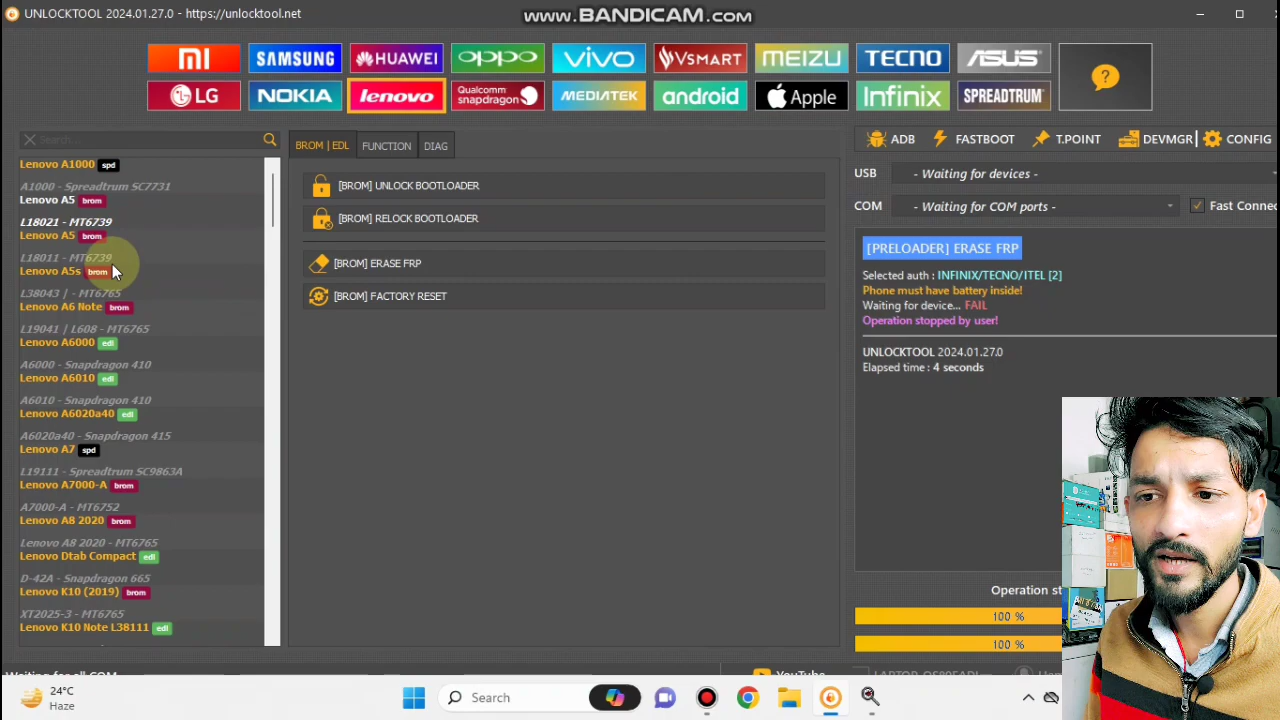 UNLOCKTOOL 2024.01.27.0 - https://unlocktool.net
www.BANDICAM.com
mi SAMSUNG HUAWEI oppo vivo VSMART MEIZU TECNO ASUS
LG NOKIA lenovo Qualcomm snapdragon MEDIATEK android Apple Infinix SPREADTRUM
?
Search...
BROM | EDL FUNCTION DIAG
ADB FASTBOOT T.POINT DEVMGR CONFIG
Lenovo A1000 spd
A1000 - Spreadtrum SC7731
Lenovo A5 brom
L18021 - MT6739
Lenovo A5 brom
L18011 - MT6739
Lenovo A5s brom
L38043 | - MT6765
Lenovo A6 Note brom
L19041 | L608 - MT6765
Lenovo A6000 edl
A6000 - Snapdragon 410
Lenovo A6010 edl
A6010 - Snapdragon 410
Lenovo A6020a40 edl
A6020a40 - Snapdragon 415
Lenovo A7 spd
L19111 - Spreadtrum SC9863A
Lenovo A7000-A brom
A7000-A - MT6752
Lenovo A8 2020 brom
Lenovo A8 2020 - MT6765
Lenovo Dtab Compact edl
D-42A - Snapdragon 665
Lenovo K10 (2019) brom
XT2025-3 - MT6765
Lenovo K10 Note L38111 edl
[BROM] UNLOCK BOOTLOADER
[BROM] RELOCK BOOTLOADER
[BROM] ERASE FRP
[BROM] FACTORY RESET
USB - Waiting for devices -
COM - Waiting for COM ports - Fast Connec
[PRELOADER] ERASE FRP
Selected auth : INFINIX/TECNO/ITEL [2]
Phone must have battery inside!
Waiting for device... FAIL
Operation stopped by user!
UNLOCKTOOL 2024.01.27.0
Elapsed time : 4 seconds
Operation st
100 %
100 %
YouTube
24°C
Haze
Search